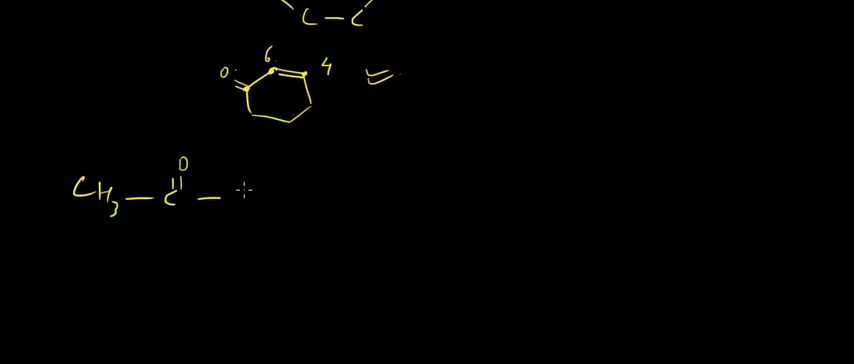 C — C
6
O 4
O
CH3 — C —